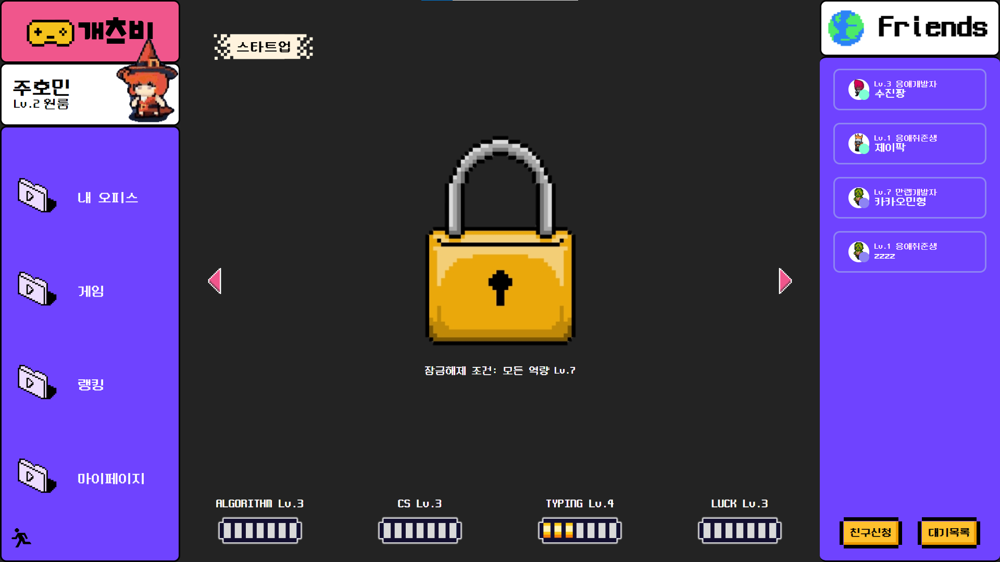 개츠비
주호민
Lv.2 원룸
내 오피스
게임
랭킹
마이페이지
스타트업
잠금해제 조건: 모든 역량 Lv.7
ALGORITHM Lv.3
CS Lv.3
TYPING Lv.4
LUCK Lv.3
Friends
Lv.3 응애개발자
수진짱
Lv.1 응애취준생
제이팍
Lv.7 만렙개발자
카카오민형
Lv.1 응애취준생
zzzz
친구신청
대기목록